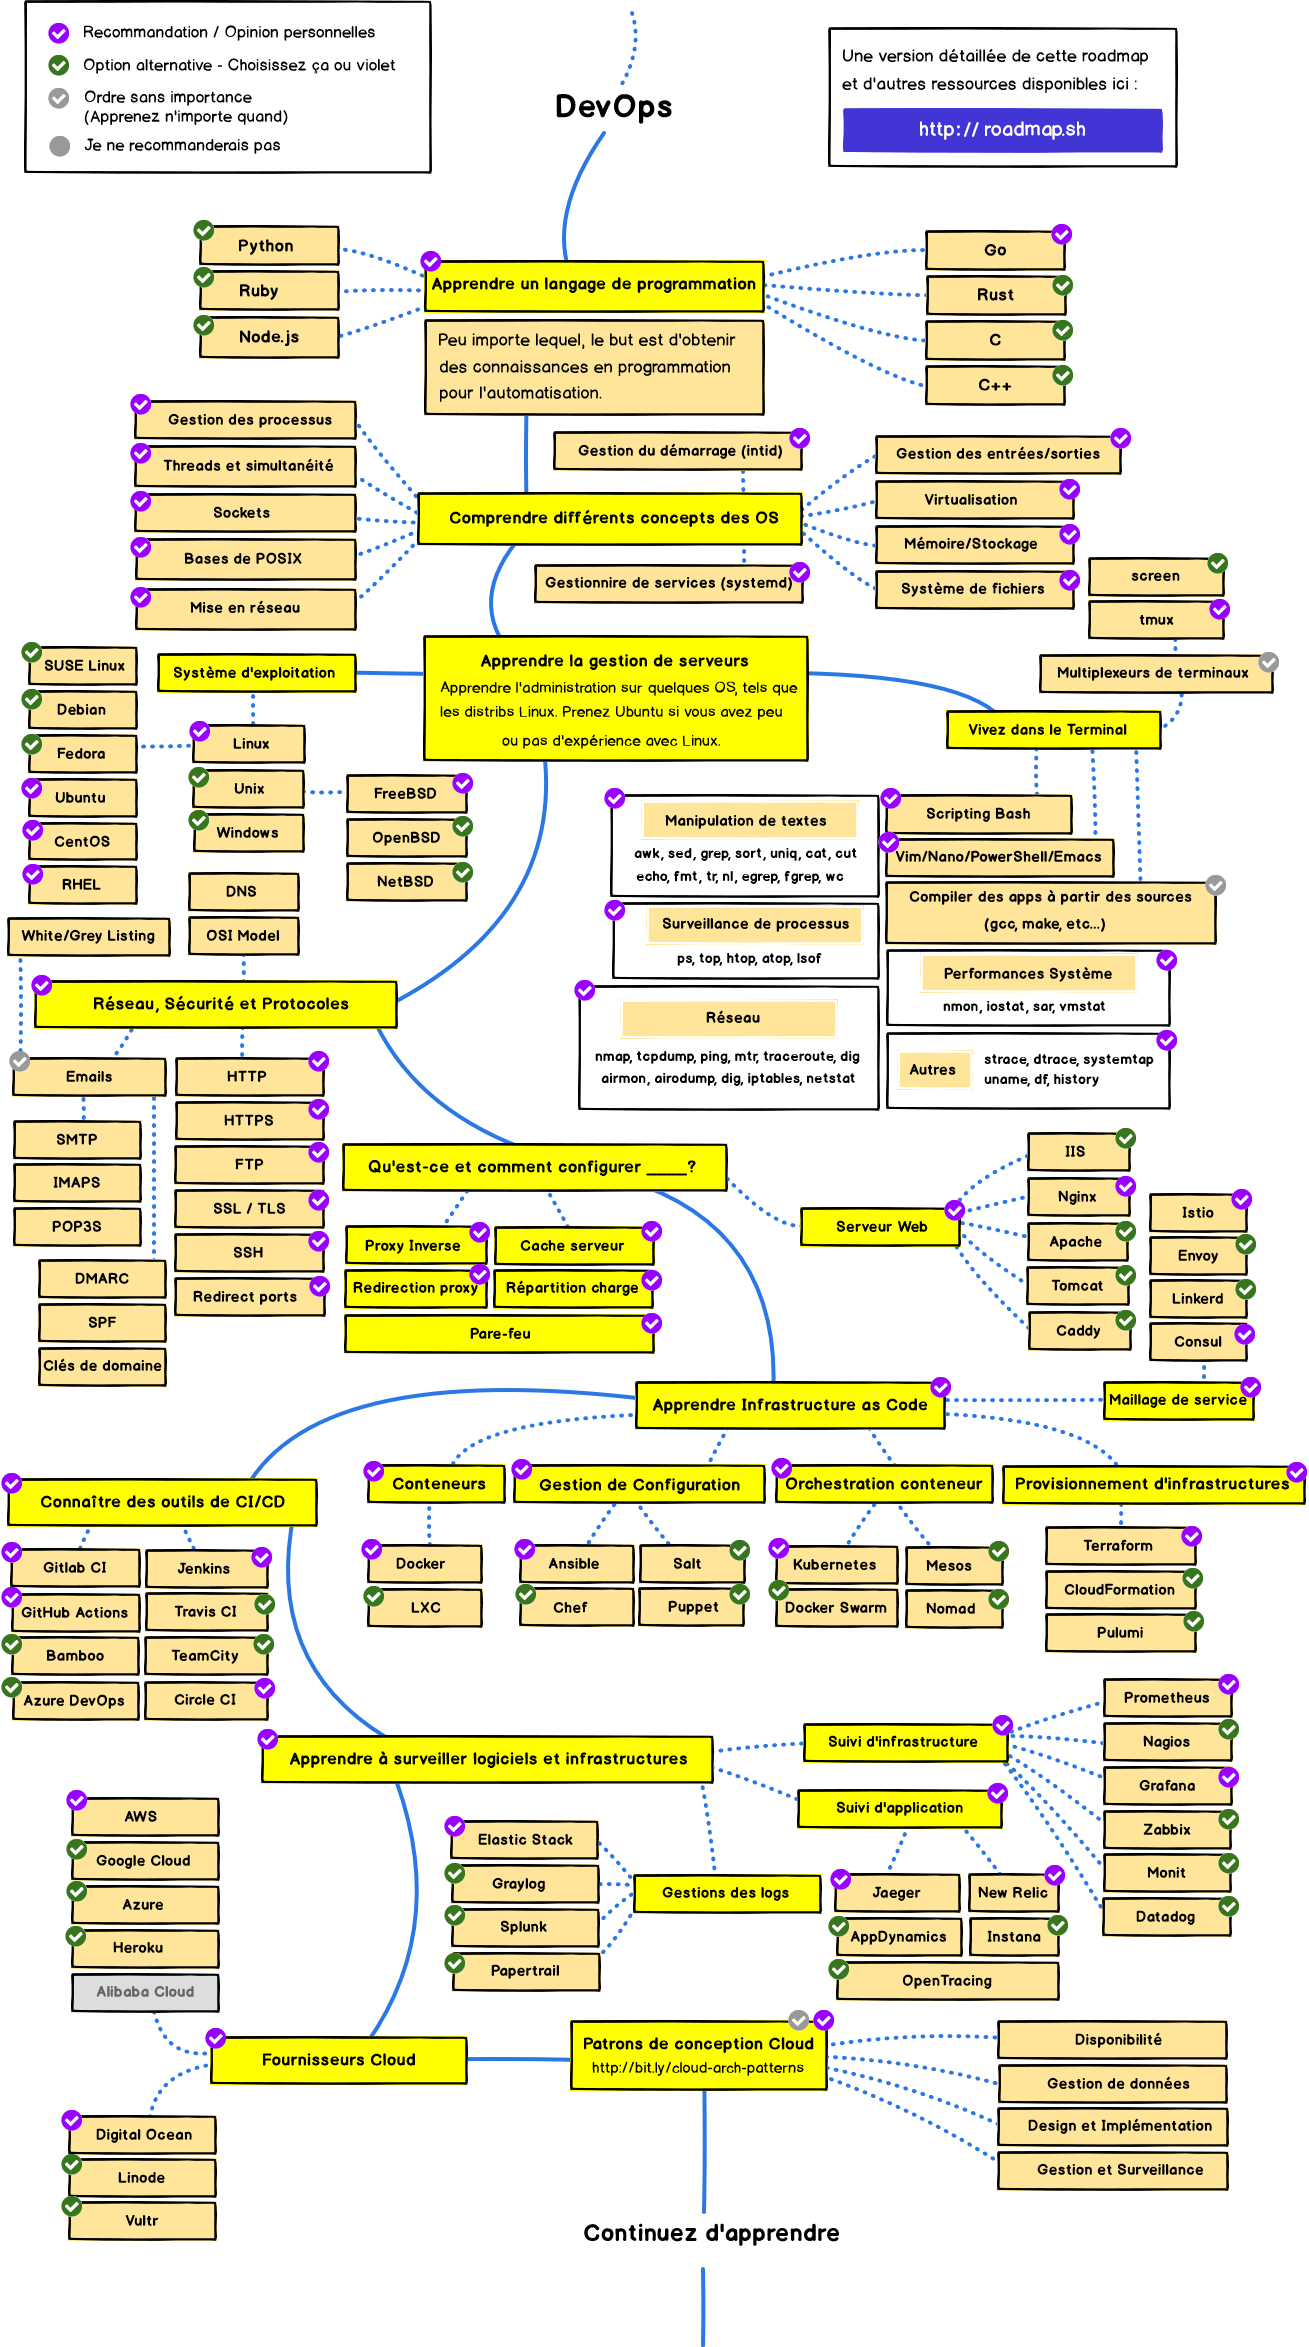 Recommandation / Opinion personnelles
Option alternative - Choisissez ça ou violet
Ordre sans importance
(Apprenez n'importe quand)
Je ne recommanderais pas
DevOps
Une version détaillée de cette roadmap
et d'autres ressources disponibles ici :
http:// roadmap.sh
Python
Ruby
Node.js
Apprendre un langage de programmation
Peu importe lequel, le but est d'obtenir
des connaissances en programmation
pour l'automatisation.
Go
Rust
C
C++
Gestion des processus
Threads et simultanéité
Sockets
Bases de POSIX
Mise en réseau
Gestion du démarrage (intid)
Comprendre différents concepts des OS
Gestionnire de services (systemd)
Gestion des entrées/sorties
Virtualisation
Mémoire/Stockage
Système de fichiers
screen
tmux
Multiplexeurs de terminaux
Vivez dans le Terminal
Apprendre la gestion de serveurs
Apprendre l'administration sur quelques OS, tels que
les distribs Linux. Prenez Ubuntu si vous avez peu
ou pas d'expérience avec Linux.
Système d'exploitation
SUSE Linux
Debian
Fedora
Ubuntu
CentOS
RHEL
Linux
Unix
Windows
FreeBSD
OpenBSD
NetBSD
Manipulation de textes
awk, sed, grep, sort, uniq, cat, cut
echo, fmt, tr, nl, egrep, fgrep, wc
Surveillance de processus
ps, top, htop, atop, lsof
Réseau
nmap, tcpdump, ping, mtr, traceroute, dig
airmon, airodump, dig, iptables, netstat
Scripting Bash
Vim/Nano/PowerShell/Emacs
Compiler des apps à partir des sources
(gcc, make, etc...)
Performances Système
nmon, iostat, sar, vmstat
Autres
strace, dtrace, systemtap
uname, df, history
DNS
OSI Model
White/Grey Listing
Réseau, Sécurité et Protocoles
Emails
SMTP
IMAPS
POP3S
DMARC
SPF
Clés de domaine
HTTP
HTTPS
FTP
SSL / TLS
SSH
Redirect ports
Qu'est-ce et comment configurer _____?
Proxy Inverse
Cache serveur
Redirection proxy
Répartition charge
Pare-feu
Serveur Web
IIS
Nginx
Apache
Tomcat
Caddy
Istio
Envoy
Linkerd
Consul
Maillage de service
Apprendre Infrastructure as Code
Conteneurs
Docker
LXC
Gestion de Configuration
Ansible
Salt
Chef
Puppet
Orchestration conteneur
Kubernetes
Mesos
Docker Swarm
Nomad
Provisionnement d'infrastructures
Terraform
CloudFormation
Pulumi
Connaître des outils de CI/CD
Gitlab CI
Jenkins
GitHub Actions
Travis CI
Bamboo
TeamCity
Azure DevOps
Circle CI
Apprendre à surveiller logiciels et infrastructures
Suivi d'infrastructure
Prometheus
Nagios
Grafana
Zabbix
Monit
Datadog
Suivi d'application
Jaeger
New Relic
AppDynamics
Instana
OpenTracing
Gestions des logs
Elastic Stack
Graylog
Splunk
Papertrail
AWS
Google Cloud
Azure
Heroku
Alibaba Cloud
Fournisseurs Cloud
Digital Ocean
Linode
Vultr
Patrons de conception Cloud
http://bit.ly/cloud-arch-patterns
Disponibilité
Gestion de données
Design et Implémentation
Gestion et Surveillance
Continuez d'apprendre